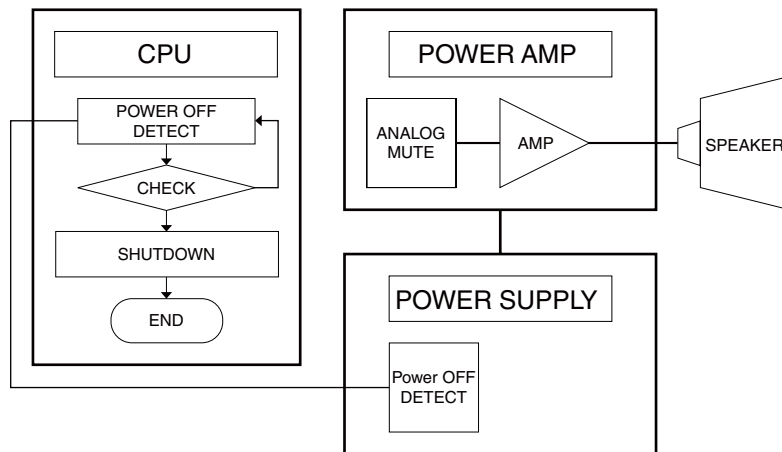 CPU
POWER OFF
DETECT
CHECK
SHUTDOWN
END
POWER AMP
ANALOG
MUTE
AMP
SPEAKER
POWER SUPPLY
Power OFF
DETECT